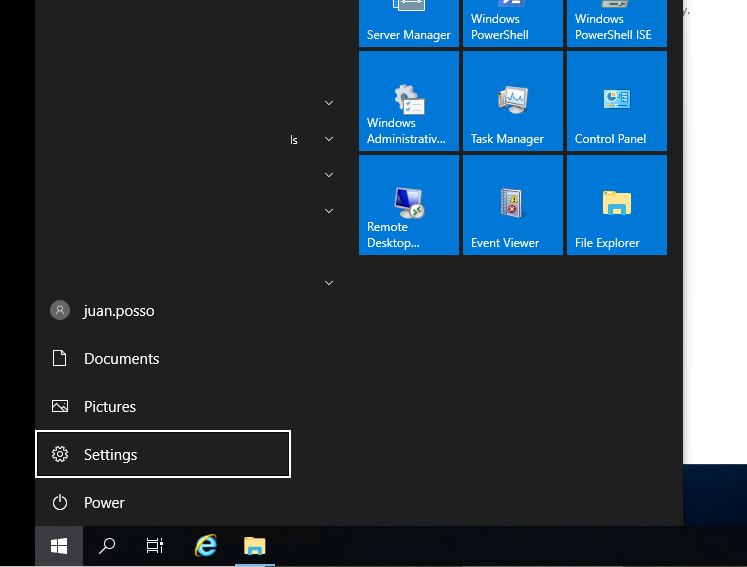 Server Manager
Windows
PowerShell
Windows
PowerShell ISE
y.
Windows
Administrativ...
Task Manager
Control Panel
ls
Remote
Desktop...
Event Viewer
File Explorer
juan.posso
Documents
Pictures
Settings
Power